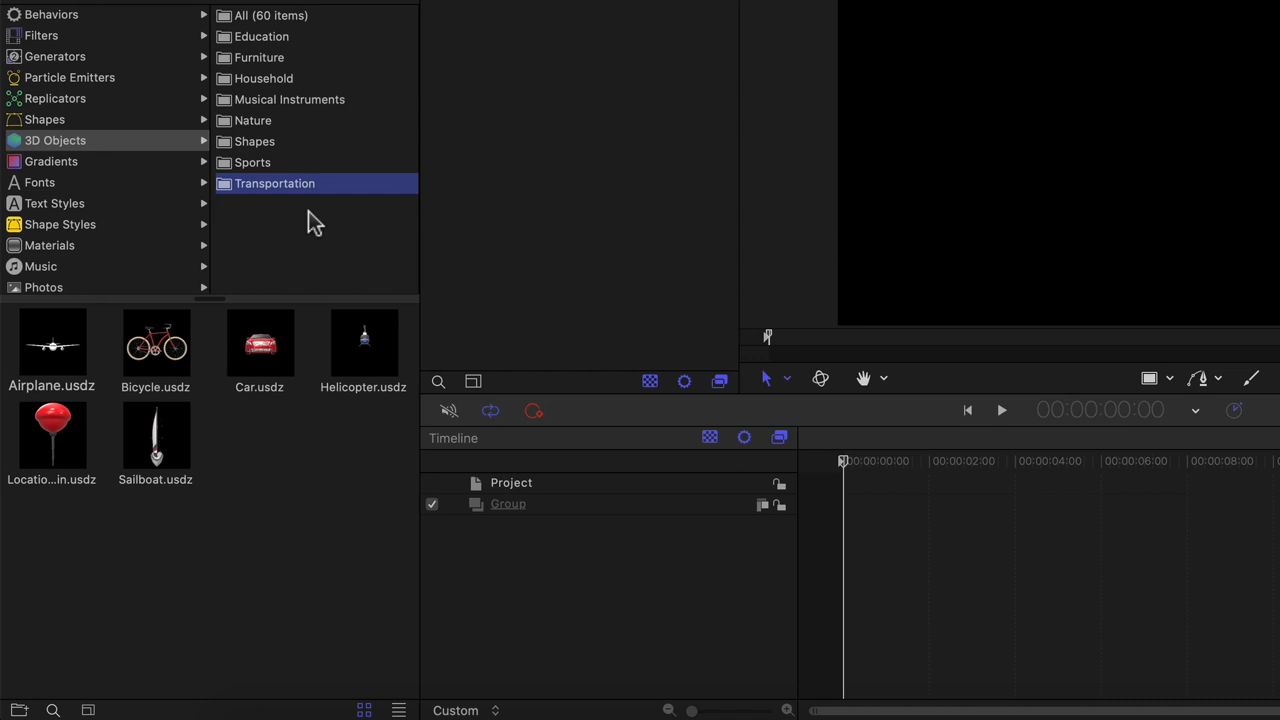 Behaviors
Filters
Generators
Particle Emitters
Replicators
Shapes
3D Objects
Gradients
Fonts
Text Styles
Shape Styles
Materials
Music
Photos
All (60 items)
Education
Furniture
Household
Musical Instruments
Nature
Shapes
Sports
Transportation
Airplane.usdz
Bicycle.usdz
Car.usdz
Helicopter.usdz
Locatio...in.usdz
Sailboat.usdz
00:00:00:00
Timeline
00:00:00:00 00:00:02:00 00:00:04:00 00:00:06:00 00:00:08:00
Project
Group
Custom